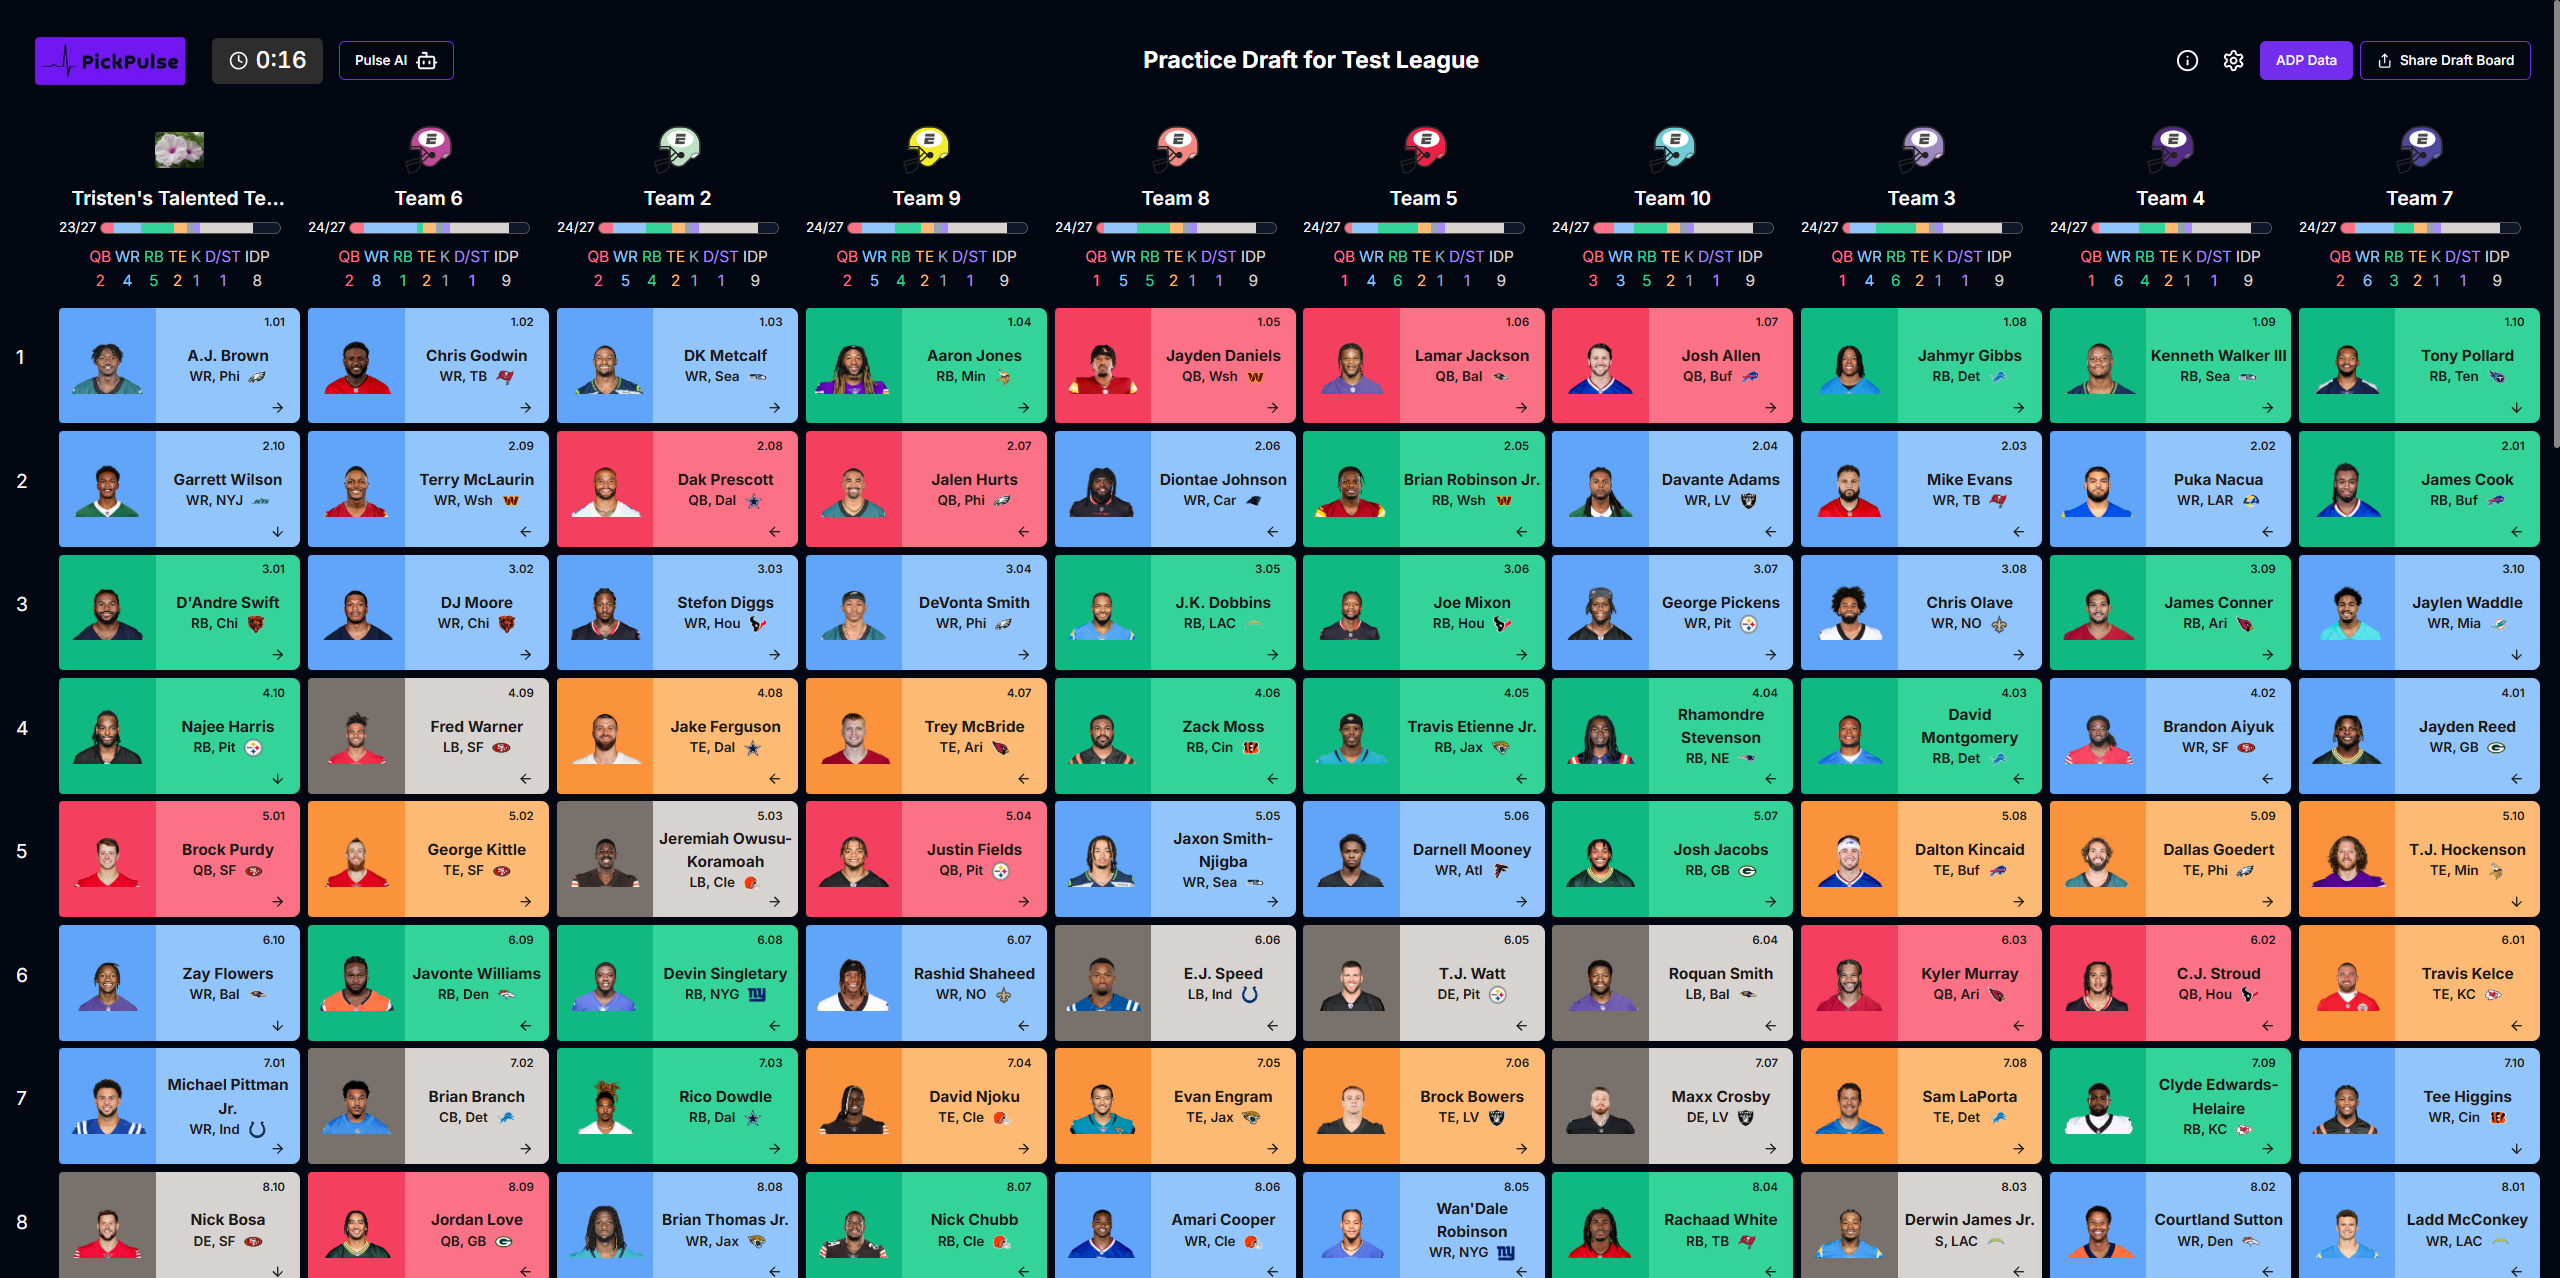 PickPulse
0:16
Pulse AI
Practice Draft for Test League
ADP Data
Share Draft Board
Tristen's Talented Te...
Team 6
Team 2
Team 9
Team 8
Team 5
Team 10
Team 3
Team 4
Team 7
23/27
24/27
24/27
24/27
24/27
24/27
24/27
24/27
24/27
24/27
QB WR RB TE K D/ST IDP
QB WR RB TE K D/ST IDP
QB WR RB TE K D/ST IDP
QB WR RB TE K D/ST IDP
QB WR RB TE K D/ST IDP
QB WR RB TE K D/ST IDP
QB WR RB TE K D/ST IDP
QB WR RB TE K D/ST IDP
QB WR RB TE K D/ST IDP
QB WR RB TE K D/ST IDP
2 4 5 2 1 1 8
2 8 1 2 1 1 9
2 5 4 2 1 1 9
2 5 4 2 1 1 9
1 5 5 2 1 1 9
1 4 6 2 1 1 9
3 3 5 2 1 1 9
1 4 6 2 1 1 9
1 6 4 2 1 1 9
2 6 3 2 1 1 9
1
1.01
A.J. Brown
WR, Phi
1.02
Chris Godwin
WR, TB
1.03
DK Metcalf
WR, Sea
1.04
Aaron Jones
RB, Min
1.05
Jayden Daniels
QB, Wsh
1.06
Lamar Jackson
QB, Bal
1.07
Josh Allen
QB, Buf
1.08
Jahmyr Gibbs
RB, Det
1.09
Kenneth Walker III
RB, Sea
1.10
Tony Pollard
RB, Ten
2
2.10
Garrett Wilson
WR, NYJ
2.09
Terry McLaurin
WR, Wsh
2.08
Dak Prescott
QB, Dal
2.07
Jalen Hurts
QB, Phi
2.06
Diontae Johnson
WR, Car
2.05
Brian Robinson Jr.
RB, Wsh
2.04
Davante Adams
WR, LV
2.03
Mike Evans
WR, TB
2.02
Puka Nacua
WR, LAR
2.01
James Cook
RB, Buf
3
3.01
D'Andre Swift
RB, Chi
3.02
DJ Moore
WR, Chi
3.03
Stefon Diggs
WR, Hou
3.04
DeVonta Smith
WR, Phi
3.05
J.K. Dobbins
RB, LAC
3.06
Joe Mixon
RB, Hou
3.07
George Pickens
WR, Pit
3.08
Chris Olave
WR, NO
3.09
James Conner
RB, Ari
3.10
Jaylen Waddle
WR, Mia
4
4.10
Najee Harris
RB, Pit
4.09
Fred Warner
LB, SF
4.08
Jake Ferguson
TE, Dal
4.07
Trey McBride
TE, Ari
4.06
Zack Moss
RB, Cin
4.05
Travis Etienne Jr.
RB, Jax
4.04
Rhamondre
Stevenson
RB, NE
4.03
David
Montgomery
RB, Det
4.02
Brandon Aiyuk
WR, SF
4.01
Jayden Reed
WR, GB
5
5.01
Brock Purdy
QB, SF
5.02
George Kittle
TE, SF
5.03
Jeremiah Owusu-
Koramoah
LB, Cle
5.04
Justin Fields
QB, Pit
5.05
Jaxon Smith-
Njigba
WR, Sea
5.06
Darnell Mooney
WR, Atl
5.07
Josh Jacobs
RB, GB
5.08
Dalton Kincaid
TE, Buf
5.09
Dallas Goedert
TE, Phi
5.10
T.J. Hockenson
TE, Min
6
6.10
Zay Flowers
WR, Bal
6.09
Javonte Williams
RB, Den
6.08
Devin Singletary
RB, NYG
6.07
Rashid Shaheed
WR, NO
6.06
E.J. Speed
LB, Ind
6.05
T.J. Watt
DE, Pit
6.04
Roquan Smith
LB, Bal
6.03
Kyler Murray
QB, Ari
6.02
C.J. Stroud
QB, Hou
6.01
Travis Kelce
TE, KC
7
7.01
Michael Pittman
Jr.
WR, Ind
7.02
Brian Branch
CB, Det
7.03
Rico Dowdle
RB, Dal
7.04
David Njoku
TE, Cle
7.05
Evan Engram
TE, Jax
7.06
Brock Bowers
TE, LV
7.07
Maxx Crosby
DE, LV
7.08
Sam LaPorta
TE, Det
7.09
Clyde Edwards-
Helaire
RB, KC
7.10
Tee Higgins
WR, Cin
8
8.10
Nick Bosa
DE, SF
8.09
Jordan Love
QB, GB
8.08
Brian Thomas Jr.
WR, Jax
8.07
Nick Chubb
RB, Cle
8.06
Amari Cooper
WR, Cle
8.05
Wan'Dale
Robinson
WR, NYG
8.04
Rachaad White
RB, TB
8.03
Derwin James Jr.
S, LAC
8.02
Courtland Sutton
WR, Den
8.01
Ladd McConkey
WR, LAC